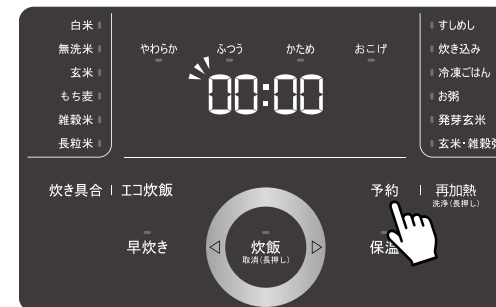 白米
無洗米
玄米
もち麦
雑穀米
長粒米
やわらか ふつう かため おこげ
00:00
すしめし
炊き込み
冷凍ごはん
お粥
発芽玄米
玄米・雑穀
炊き具合 | エコ炊飯
予約 | 再加熱
洗浄(長押し)
早炊き
炊飯
取消(長押し)
保温